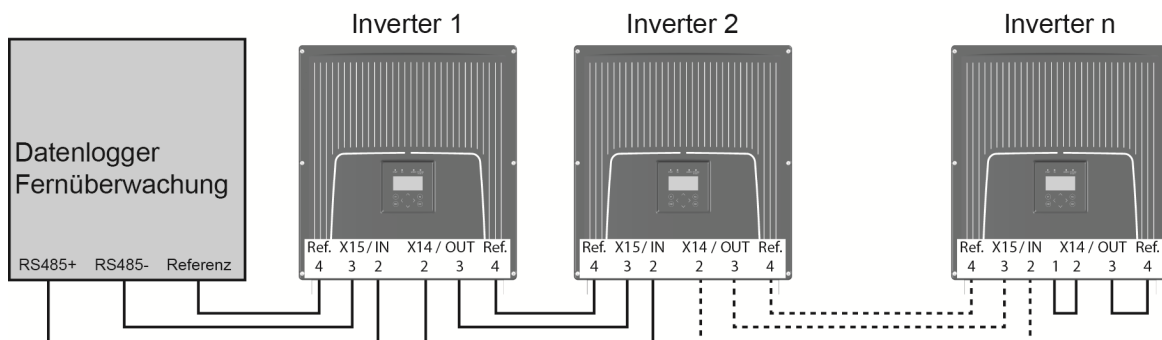 Inverter 1
Inverter 2
Inverter n
Datenlogger
Fernüberwachung
RS485+ RS485- Referenz
Ref. X15/ IN X14 / OUT Ref.
4 3 2 2 3 4
Ref. X15/ IN X14 / OUT Ref.
4 3 2 2 3 4
Ref. X15/ IN X14 / OUT Ref.
4 3 2 1 2 3 4